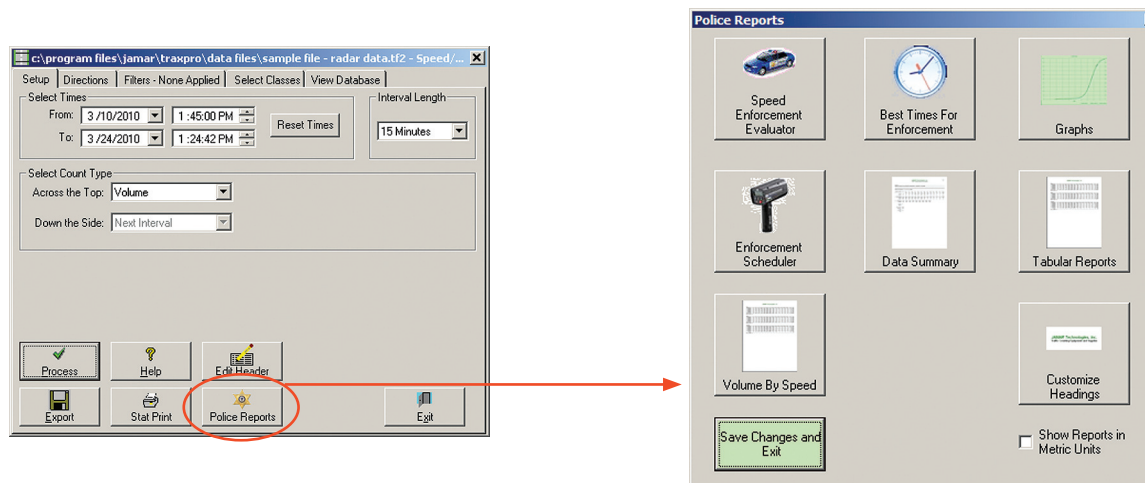 c:\program files\jamar\traxpro\data files\sample file - radar data.tf2 - Speed/...
Setup
Directions
Filters - None Applied
Select Classes
View Database
Select Times
From: 3 /10/2010 1 :45:00 PM
To: 3 /24/2010 1 :24:42 PM
Reset Times
Interval Length
15 Minutes
Select Count Type
Across the Top: Volume
Down the Side: Next Interval
Process
Help
Edit Header
Export
Stat Print
Police Reports
Exit
Police Reports
Speed
Enforcement
Evaluator
Best Times For
Enforcement
Graphs
Enforcement
Scheduler
Data Summary
Tabular Reports
Volume By Speed
JAMAR Technologies, Inc.
Customize
Headings
Save Changes and
Exit
Show Reports in
Metric Units